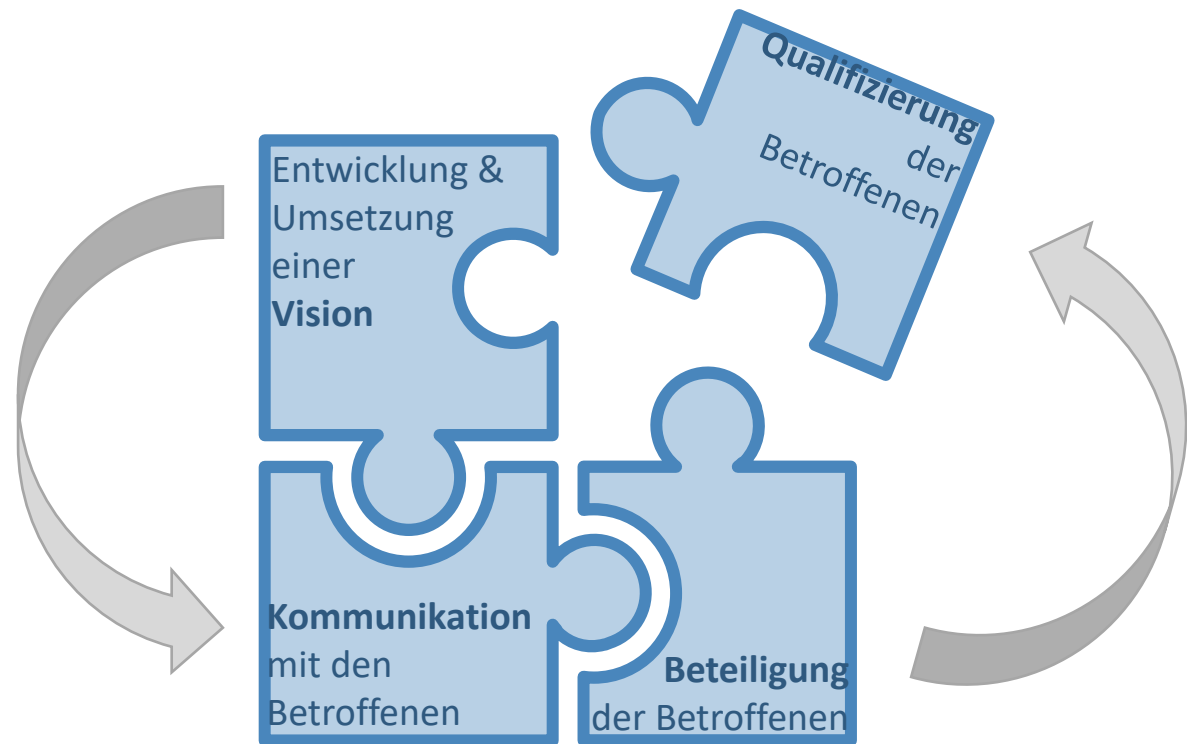 Entwicklung &
Umsetzung
einer
Vision
Qualifizierung
der
Betroffenen
Kommunikation
mit den
Betroffenen
Beteiligung
der Betroffenen